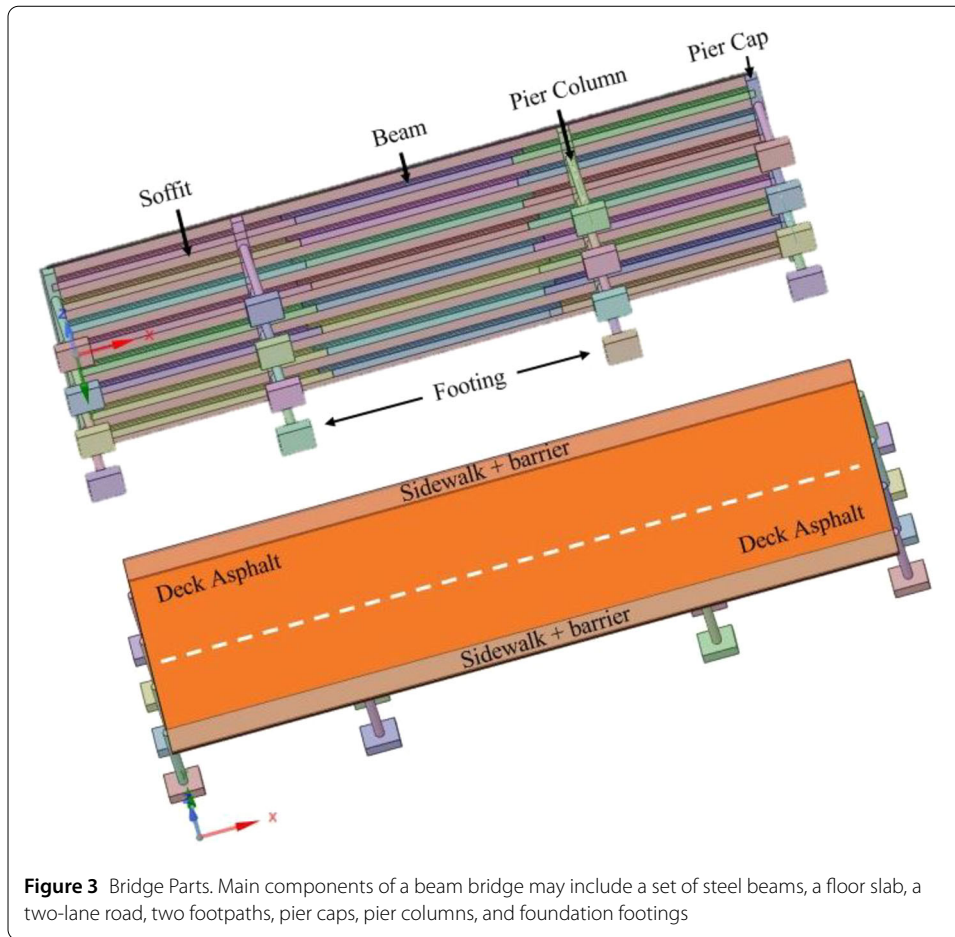 Pier Cap
Pier Column
Beam
Soffit
Z
X
Footing
Sidewalk + barrier
Deck Asphalt
Deck Asphalt
Sidewalk + barrier
Z
X
Figure 3 Bridge Parts. Main components of a beam bridge may include a set of steel beams, a floor slab, a
two-lane road, two footpaths, pier caps, pier columns, and foundation footings